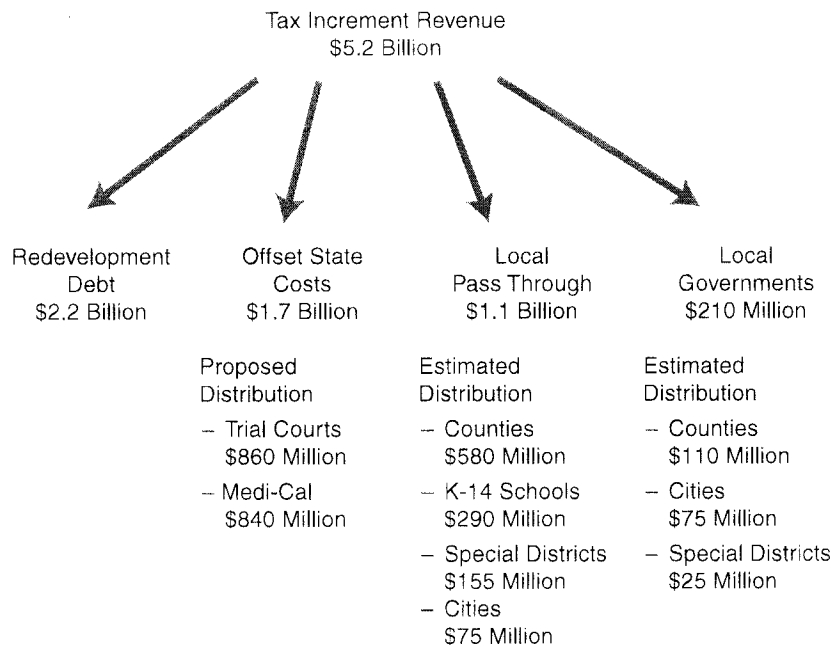 Tax Increment Revenue
$5.2 Billion
Redevelopment
Debt
$2.2 Billion
Offset State
Costs
$1.7 Billion
Proposed
Distribution
– Trial Courts
$860 Million
– Medi-Cal
$840 Million
Local
Pass Through
$1.1 Billion
Estimated
Distribution
– Counties
$580 Million
– K-14 Schools
$290 Million
– Special Districts
$155 Million
– Cities
$75 Million
Local
Governments
$210 Million
Estimated
Distribution
– Counties
$110 Million
– Cities
$75 Million
– Special Districts
$25 Million